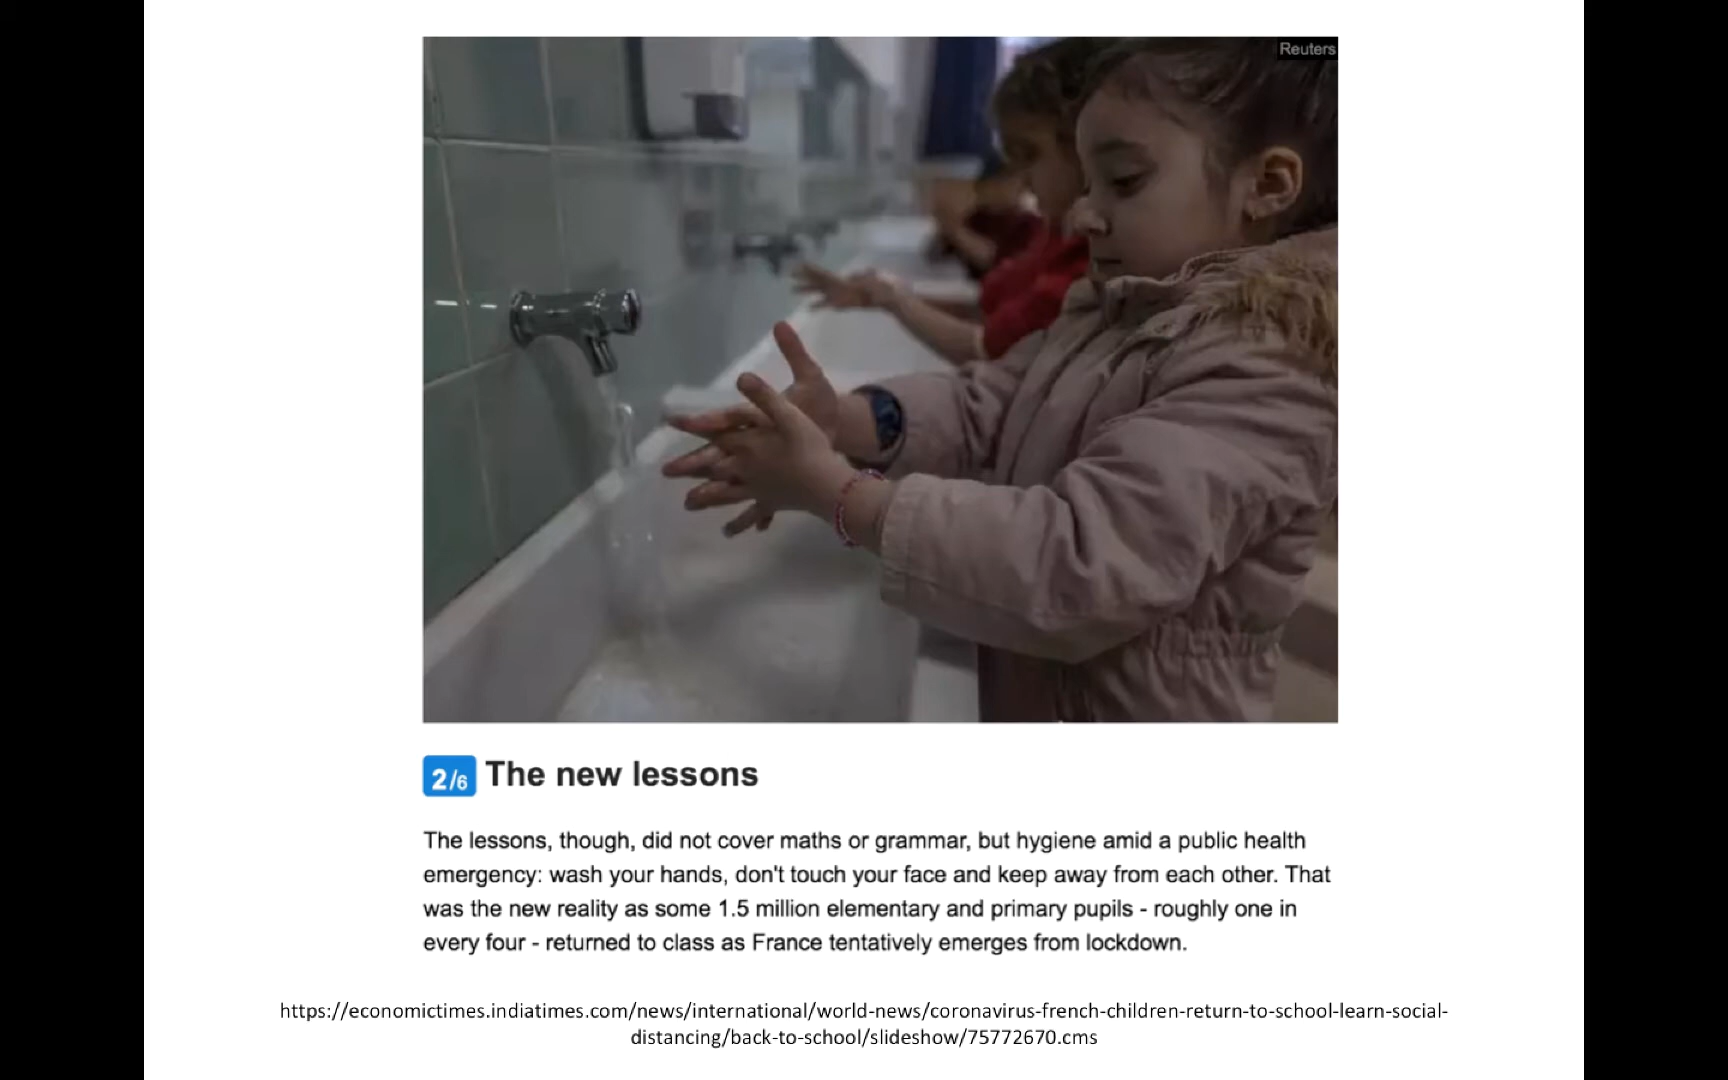 Reuters
2/6 The new lessons
The lessons, though, did not cover maths or grammar, but hygiene amid a public health
emergency: wash your hands, don't touch your face and keep away from each other. That
was the new reality as some 1.5 million elementary and primary pupils - roughly one in
every four - returned to class as France tentatively emerges from lockdown.
https://economictimes.indiatimes.com/news/international/world-news/coronavirus-french-children-return-to-school-learn-social-
distancing/back-to-school/slideshow/75772670.cms